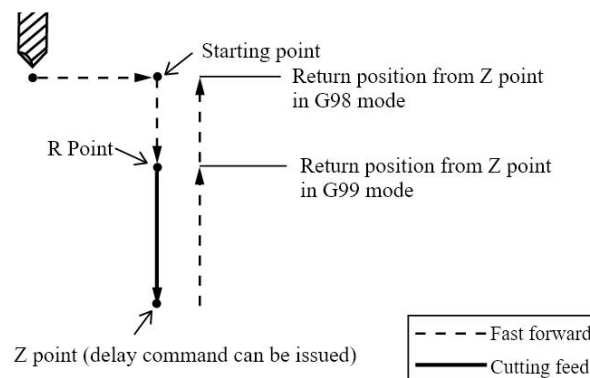 Starting point
Return position from Z point
in G98 mode
R Point
Return position from Z point
in G99 mode
Z point (delay command can be issued)
Fast forward
Cutting feed